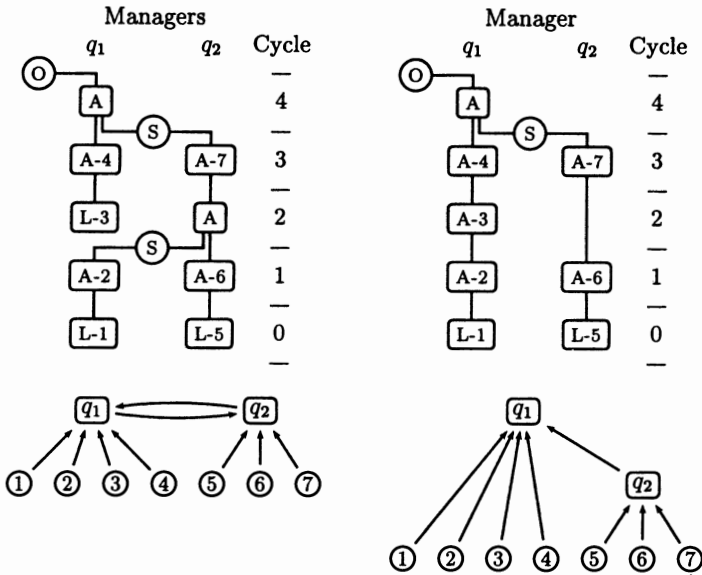 Managers
q1 q2 Cycle
O
A 4
S
A-4 A-7 3
L-3 A 2
S
A-2 A-6 1
L-1 L-5 0
q1 q2
1 2 3 4 5 6 7
Manager
q1 q2 Cycle
O
A 4
S
A-4 A-7 3
A-3 2
A-2 A-6 1
L-1 L-5 0
q1
q2
1 2 3 4 5 6 7